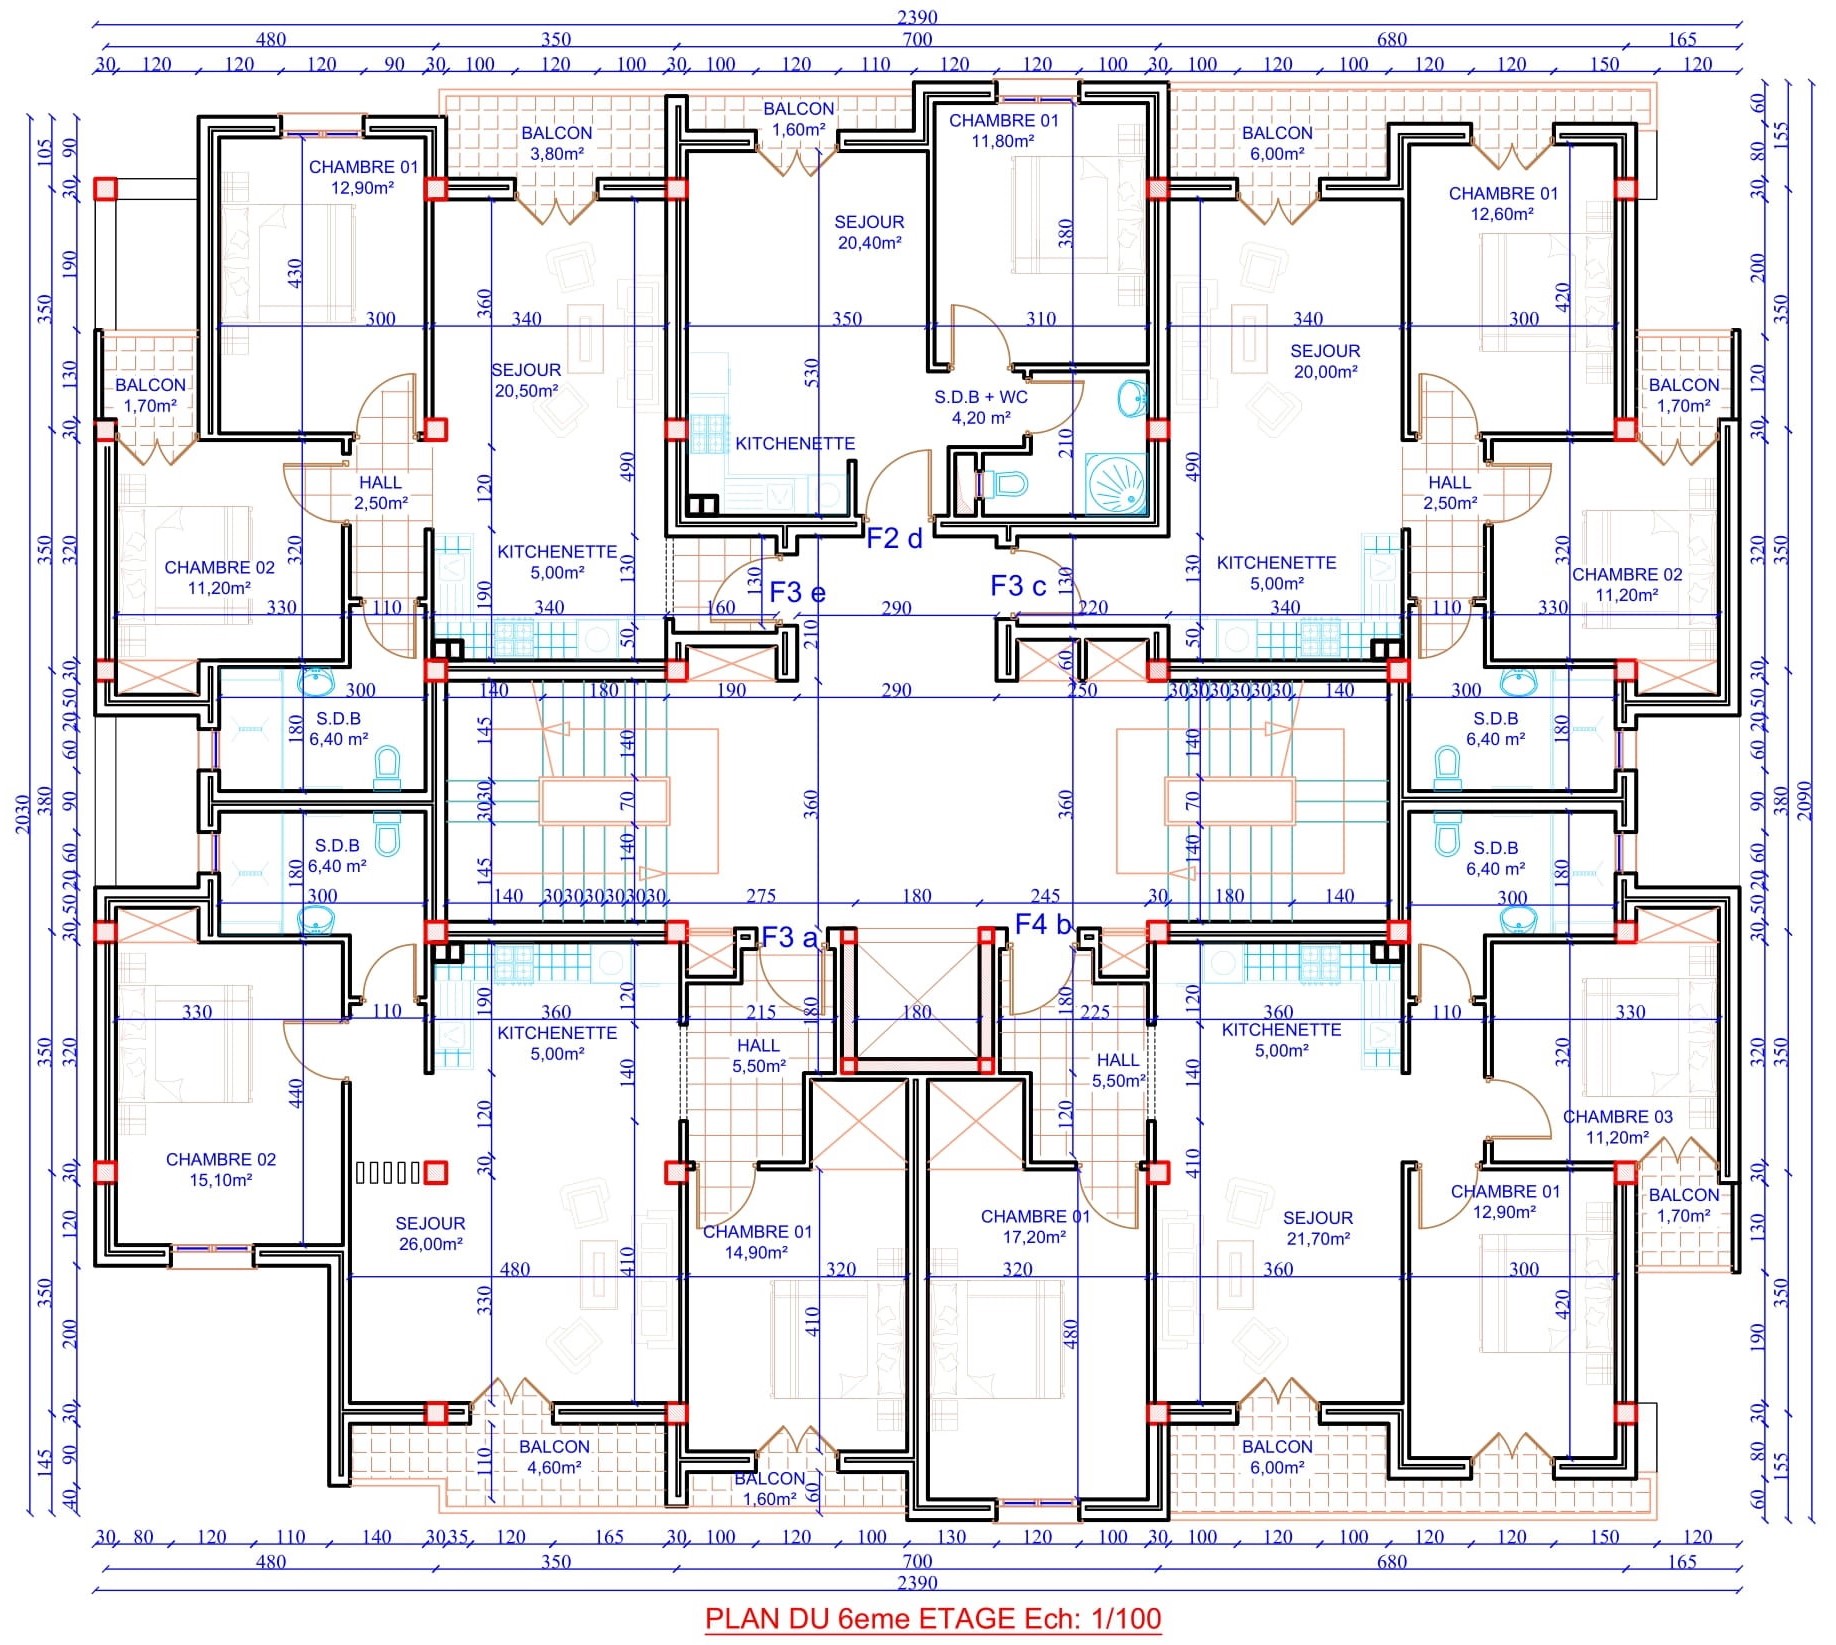 2390
480 350 700 680 165
30 120 120 120 90 30 100 120 100 30 100 120 110 120 120 100 30 100 120 100 120 120 150 120
BALCON
3,80m²
BALCON
1,60m²
CHAMBRE 01
11,80m²
BALCON
6,00m²
CHAMBRE 01
12,90m²
CHAMBRE 01
12,60m²
SEJOUR
20,40m²
430
360
380
420
300 340 350 310 340 300
SEJOUR
20,50m²
530
SEJOUR
20,00m²
BALCON
1,70m²
BALCON
1,70m²
S.D.B + WC
4,20 m²
KITCHENETTE
210
490
490
120
HALL
2,50m²
HALL
2,50m²
F2 d
320
CHAMBRE 02
11,20m²
KITCHENETTE
5,00m²
130
190
130
F3 e
F3 c
130
130
KITCHENETTE
5,00m²
320
CHAMBRE 02
11,20m²
330 110 340 160 290 220 340 110 330
50
210
60
50
300 140 180 190 290 250 30 30 30 30 30 30 140 300
S.D.B
6,40 m²
180
145
140
140
S.D.B
6,40 m²
180
30 30
70
360
360
70
S.D.B
6,40 m²
180
145
140
140
S.D.B
6,40 m²
180
300 140 30 30 30 30 30 30 275 180 245 30 180 140 300
F3 a
F4 b
190
120
180
180
120
330 110 360 215 180 225 360 110 330
KITCHENETTE
5,00m²
HALL
5,50m²
HALL
5,50m²
KITCHENETTE
5,00m²
440
120
140
120
140
320
CHAMBRE 03
11,20m²
CHAMBRE 02
15,10m²
30
410
CHAMBRE 01
12,90m²
BALCON
1,70m²
SEJOUR
26,00m²
CHAMBRE 01
14,90m²
CHAMBRE 01
17,20m²
SEJOUR
21,70m²
480 320 320 360 300
330
410
410
480
420
BALCON
4,60m²
110
BALCON
1,60m²
60
BALCON
6,00m²
2030
105 350 350 380 350 350 145
90 30 190 130 30 320 30 50 20 60 90 60 20 50 30 320 30 120 200 30 90 40
60 80 30 200 120 30 320 30 50 20 60 90 60 20 50 30 320 30 130 190 30 80 60
155 350 350 380 350 350 155
2090
30 80 120 110 140 30 35 120 165 30 100 120 100 130 120 100 30 100 120 100 120 120 150 120
480 350 700 680 165
2390
PLAN DU 6eme ETAGE Ech: 1/100